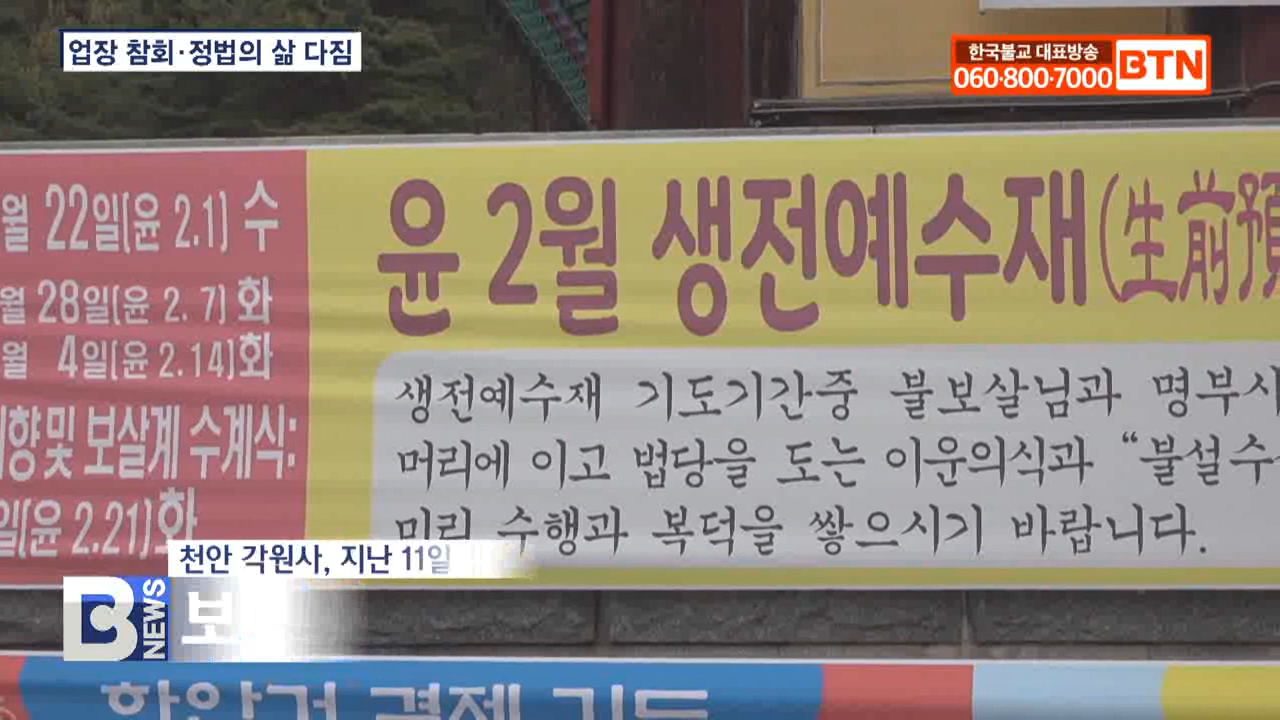 업장 참회·정법의 삶 다짐
한국불교 대표방송
060·800·7000
BTN
월 22일(윤 2.1) 수
월 28일(윤 2. 7) 화
월 4일(윤 2.14)화
및 보살계 수계식:
일(윤 2.21)화
윤 2월 생전예수재(生前預
생전예수재 기도기간중 불보살님과 명부시
머리에 이고 법당을 도는 이운의식과 “불설수
미리 수행과 복덕을 쌓으시기 바랍니다.
천안 각원사, 지난 11일
B NEWS
보